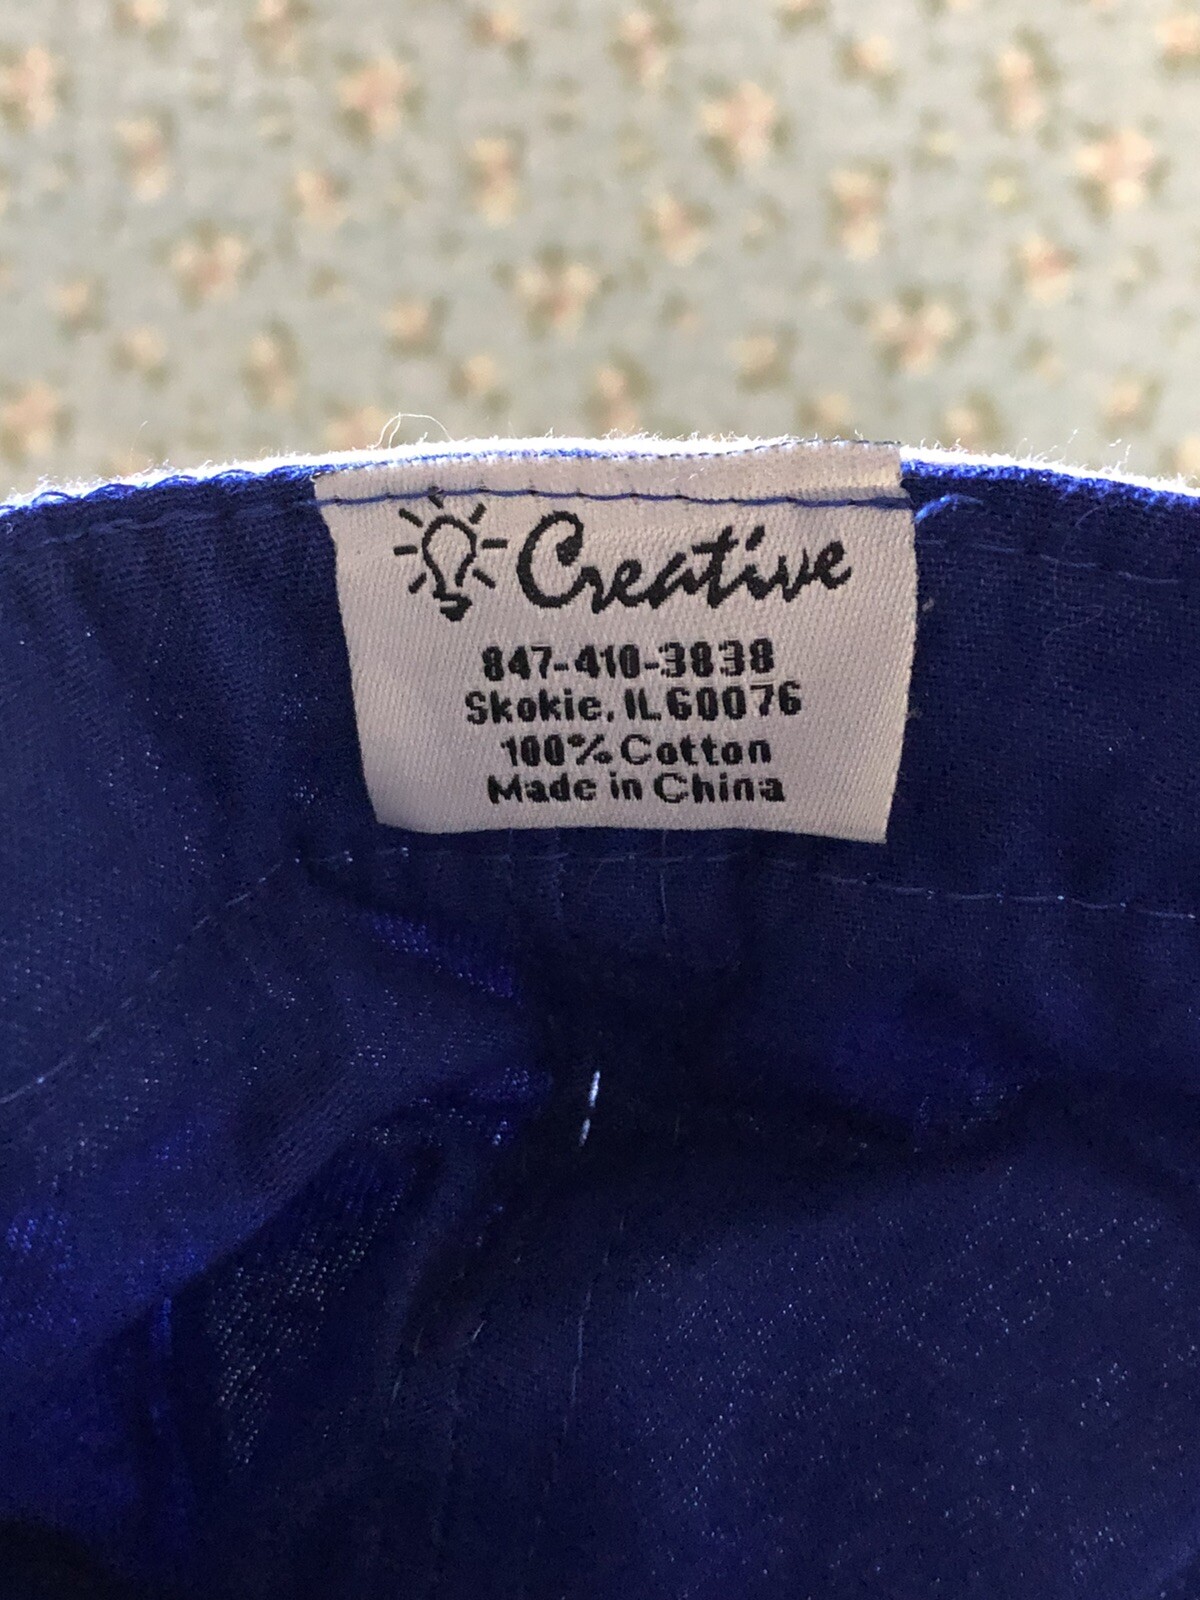 Creative
847-410-3838
Skokie, IL 60076
100% Cotton
Made in China